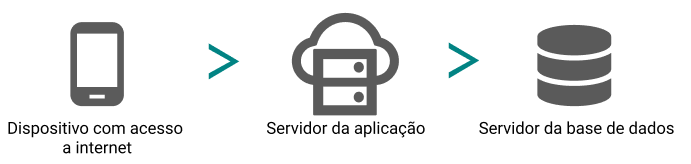 Dispositivo com acesso
a internet
Servidor da aplicação
Servidor da base de dados